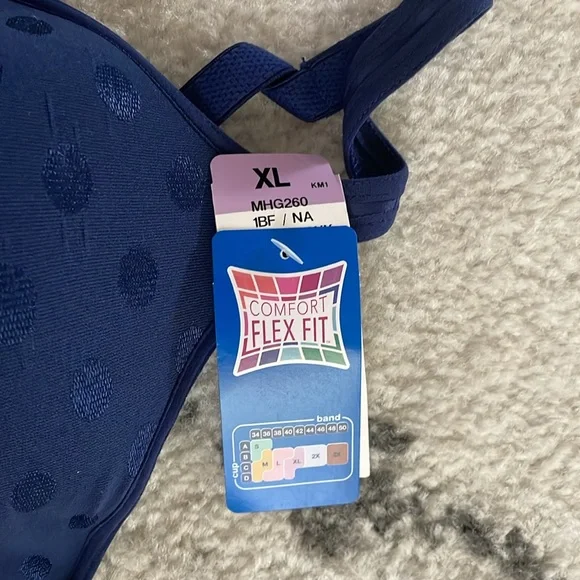 XL KM1
MHG260
1BF / NA
COMFORT
FLEX FIT
band
34 36 38 40 42 44 46 48 50
cup
A S
B
C M L XL 2X
D